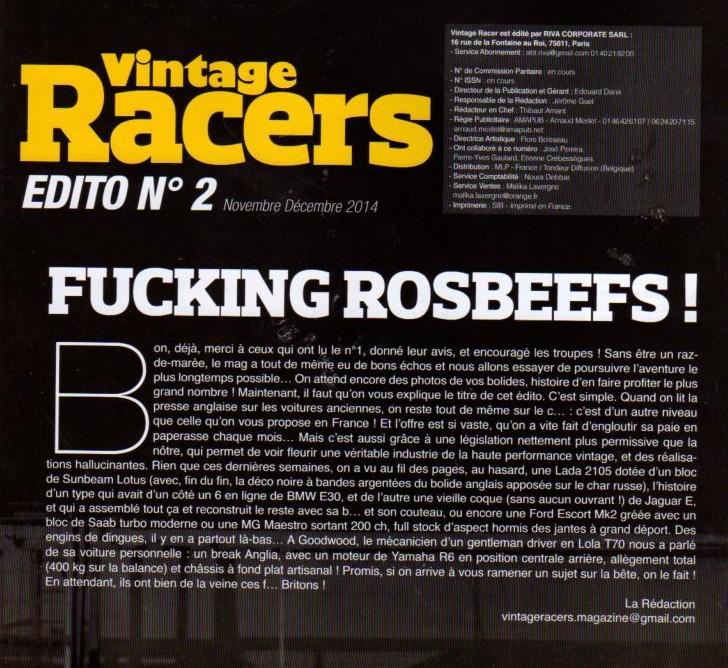 Vintage
Racers
EDITO N° 2 Novembre Décembre 2014
Vintage Racer est édité par RIVA CORPORATE SARL :
16 rue de la Fontaine au Roi, 75011, Paris
- Service Abonnement : abt.riva@gmail.com 0140218203
- N° de Commission Paritaire : en cours
- N° ISSN : en cours
- Directeur de la Publication et Gérant : Edouard Dana
- Responsable de la Rédaction : Jérôme Guet
- Rédacteur en Chef : Thibaut Amant
- Régie Publicitaire : AMAPUB - Arnaud Meslot - 0146426107 / 0624207115
arnaud.meslot@amapub.net
- Directrice Artistique : Flore Boisseau
- Ont collaboré à ce numéro : José Pereira,
Pierre-Yves Gaulard, Etienne Crébessègues.
- Distribution : MLP - France / Tondeur Diffusion (Belgique)
- Service Comptabilité : Noura Debbar
- Service Ventes : Malika Lavergne
malika.lavergne@orange.fr
- Imprimerie : SIB - Imprimé en France.
FUCKING ROSBEEFS !
Bon, déjà, merci à ceux qui ont lu le n°1, donné leur avis, et encouragé les troupes ! Sans être un raz-
de-marée, le mag a tout de même eu de bons échos et nous allons essayer de poursuivre l'aventure le
plus longtemps possible... On attend encore des photos de vos bolides, histoire d'en faire profiter le plus
grand nombre ! Maintenant, il faut qu'on vous explique le titre de cet édito. C'est simple. Quand on lit la
presse anglaise sur les voitures anciennes, on reste tout de même sur le c... : c'est d'un autre niveau
que celle qu'on vous propose en France ! Et l'offre est si vaste, qu'on a vite fait d'engloutir sa paie en
paperasse chaque mois... Mais c'est aussi grâce à une législation nettement plus permissive que la
nôtre, qui permet de voir fleurir une véritable industrie de la haute performance vintage, et des réalisa-
tions hallucinantes. Rien que ces dernières semaines, on a vu au fil des pages, au hasard, une Lada 2105 dotée d'un bloc
de Sunbeam Lotus (avec, fin du fin, la déco noire à bandes argentées du bolide anglais apposée sur le char russe), l'histoire
d'un type qui avait d'un côté un 6 en ligne de BMW E30, et de l'autre une vieille coque (sans aucun ouvrant !) de Jaguar E,
et qui a assemblé tout ça et reconstruit le reste avec sa b... et son couteau, ou encore une Ford Escort Mk2 gréée avec un
bloc de Saab turbo moderne ou une MG Maestro sortant 200 ch, full stock d'aspect hormis des jantes à grand déport. Des
engins de dingues, il y en a partout là-bas... A Goodwood, le mécanicien d'un gentleman driver en Lola T70 nous a parlé
de sa voiture personnelle : un break Anglia, avec un moteur de Yamaha R6 en position centrale arrière, allègement total
(400 kg sur la balance) et châssis à fond plat artisanal ! Promis, si on arrive à vous ramener un sujet sur la bête, on le fait !
En attendant, ils ont bien de la veine ces f... Britons !
La Rédaction
vintageracers.magazine@gmail.com